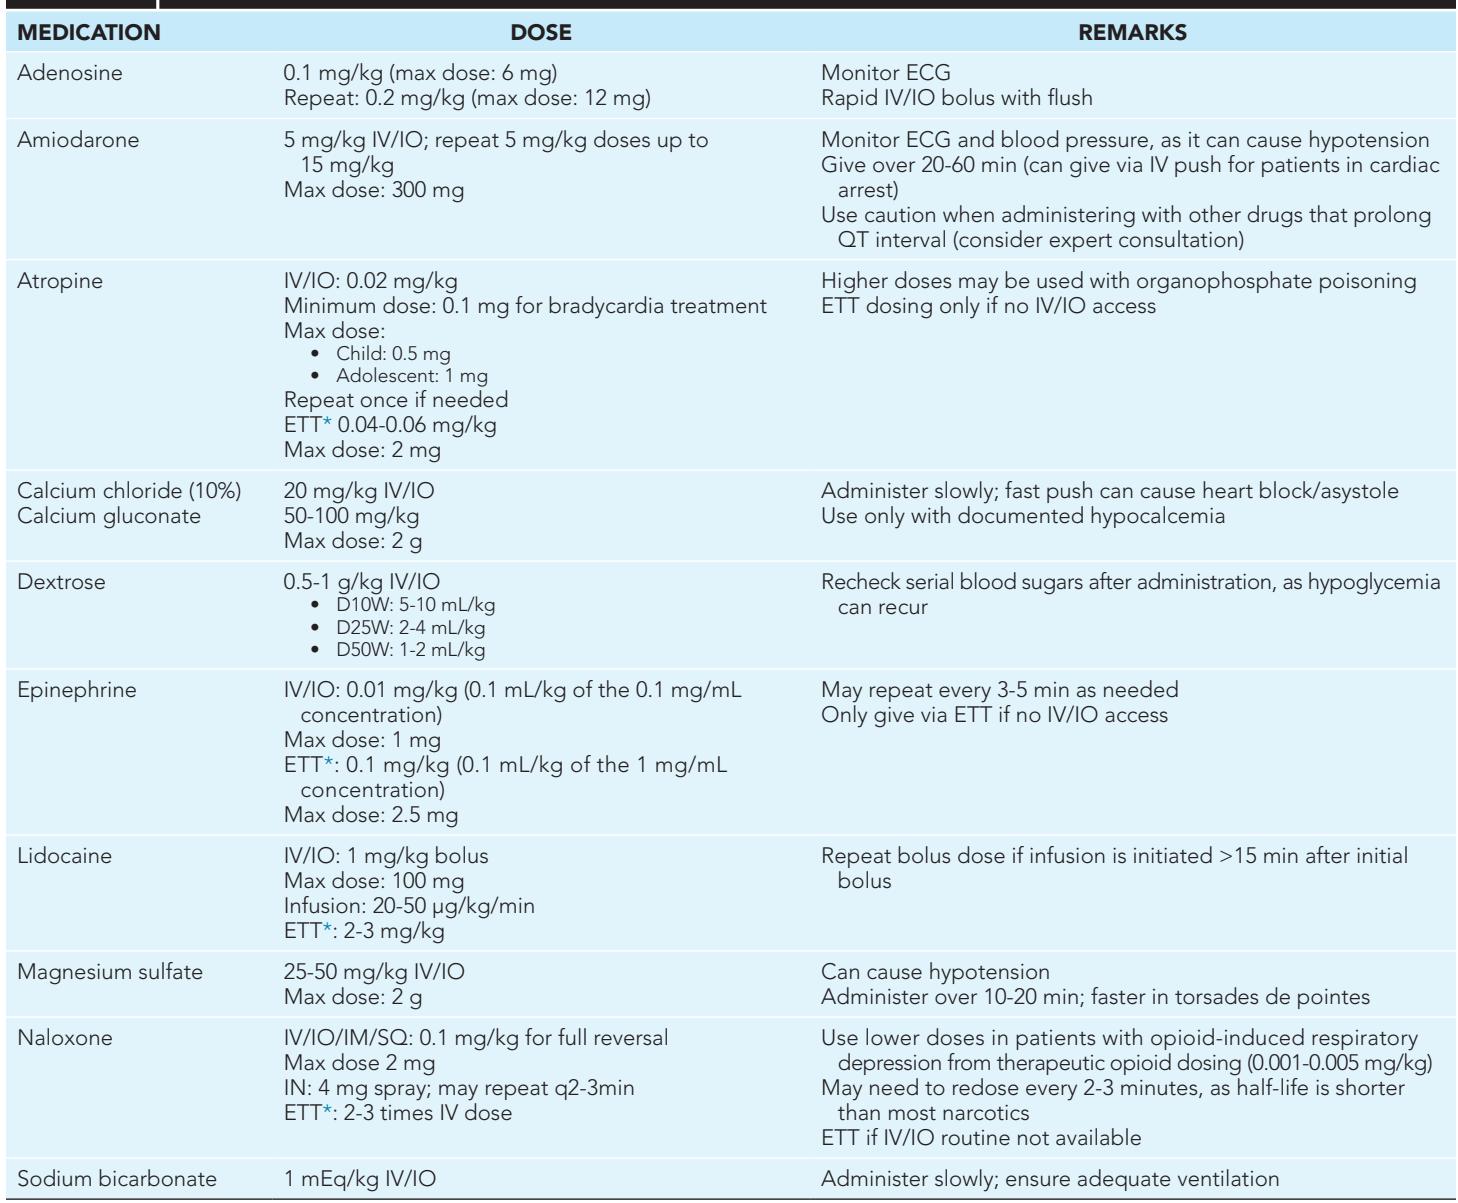 MEDICATION DOSE REMARKS
Adenosine 0.1 mg/kg (max dose: 6 mg) Monitor ECG
Repeat: 0.2 mg/kg (max dose: 12 mg) Rapid IV/IO bolus with flush
Amiodarone 5 mg/kg IV/IO; repeat 5 mg/kg doses up to Monitor ECG and blood pressure, as it can cause hypotension
15 mg/kg Give over 20-60 min (can give via IV push for patients in cardiac
Max dose: 300 mg arrest)
Use caution when administering with other drugs that prolong
QT interval (consider expert consultation)
Atropine IV/IO: 0.02 mg/kg Higher doses may be used with organophosphate poisoning
Minimum dose: 0.1 mg for bradycardia treatment ETT dosing only if no IV/IO access
Max dose:
• Child: 0.5 mg
• Adolescent: 1 mg
Repeat once if needed
ETT* 0.04-0.06 mg/kg
Max dose: 2 mg
Calcium chloride (10%) 20 mg/kg IV/IO Administer slowly; fast push can cause heart block/asystole
Calcium gluconate 50-100 mg/kg Use only with documented hypocalcemia
Max dose: 2 g
Dextrose 0.5-1 g/kg IV/IO Recheck serial blood sugars after administration, as hypoglycemia
• D10W: 5-10 mL/kg can recur
• D25W: 2-4 mL/kg
• D50W: 1-2 mL/kg
Epinephrine IV/IO: 0.01 mg/kg (0.1 mL/kg of the 0.1 mg/mL May repeat every 3-5 min as needed
concentration) Only give via ETT if no IV/IO access
Max dose: 1 mg
ETT*: 0.1 mg/kg (0.1 mL/kg of the 1 mg/mL
concentration)
Max dose: 2.5 mg
Lidocaine IV/IO: 1 mg/kg bolus Repeat bolus dose if infusion is initiated >15 min after initial
Max dose: 100 mg bolus
Infusion: 20-50 µg/kg/min
ETT*: 2-3 mg/kg
Magnesium sulfate 25-50 mg/kg IV/IO Can cause hypotension
Max dose: 2 g Administer over 10-20 min; faster in torsades de pointes
Naloxone IV/IO/IM/SQ: 0.1 mg/kg for full reversal Use lower doses in patients with opioid-induced respiratory
Max dose 2 mg depression from therapeutic opioid dosing (0.001-0.005 mg/kg)
IN: 4 mg spray; may repeat q2-3min May need to redose every 2-3 minutes, as half-life is shorter
ETT*: 2-3 times IV dose than most narcotics
ETT if IV/IO routine not available
Sodium bicarbonate 1 mEq/kg IV/IO Administer slowly; ensure adequate ventilation